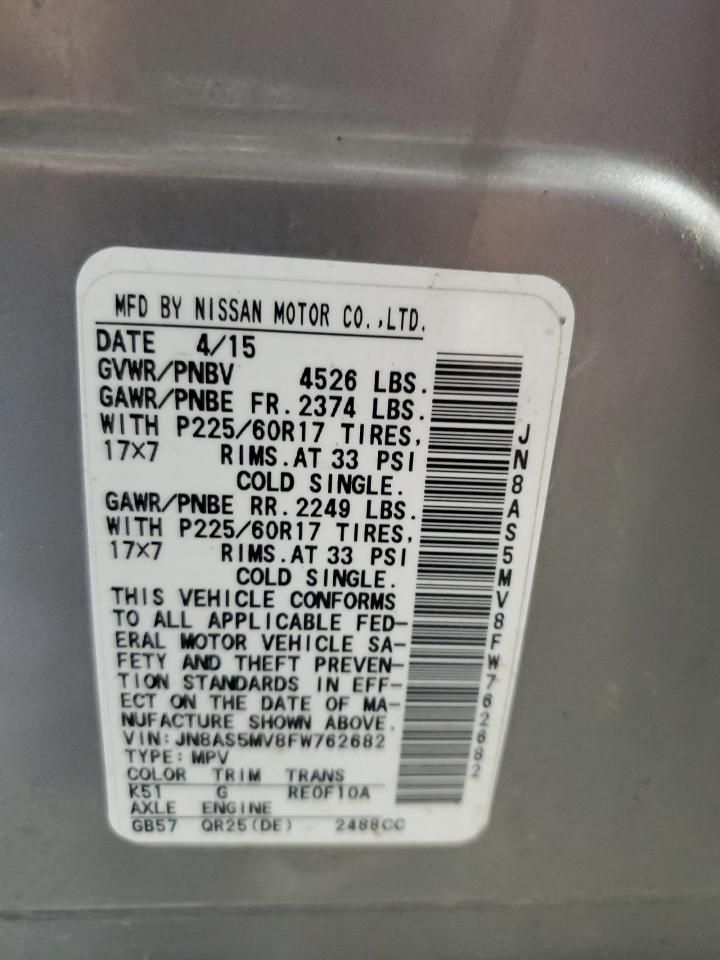 MFD BY NISSAN MOTOR CO.,LTD.
DATE 4/15
GVWR/PNBV 4526 LBS.
GAWR/PNBE FR. 2374 LBS.
WITH P225/60R17 TIRES,
17×7 RIMS.AT 33 PSI
COLD SINGLE.
GAWR/PNBE RR. 2249 LBS.
WITH P225/60R17 TIRES,
17×7 RIMS.AT 33 PSI
COLD SINGLE.
THIS VEHICLE CONFORMS
TO ALL APPLICABLE FED-
ERAL MOTOR VEHICLE SA-
FETY AND THEFT PREVEN-
TION STANDARDS IN EFF-
ECT ON THE DATE OF MA-
NUFACTURE SHOWN ABOVE.
VIN:JN8AS5MV8FW762682
TYPE:MPV
COLOR TRIM TRANS
K51 G RE0F10A
AXLE ENGINE
GB57 QR25(DE) 2488CC
JN8AS5MV8FW762682